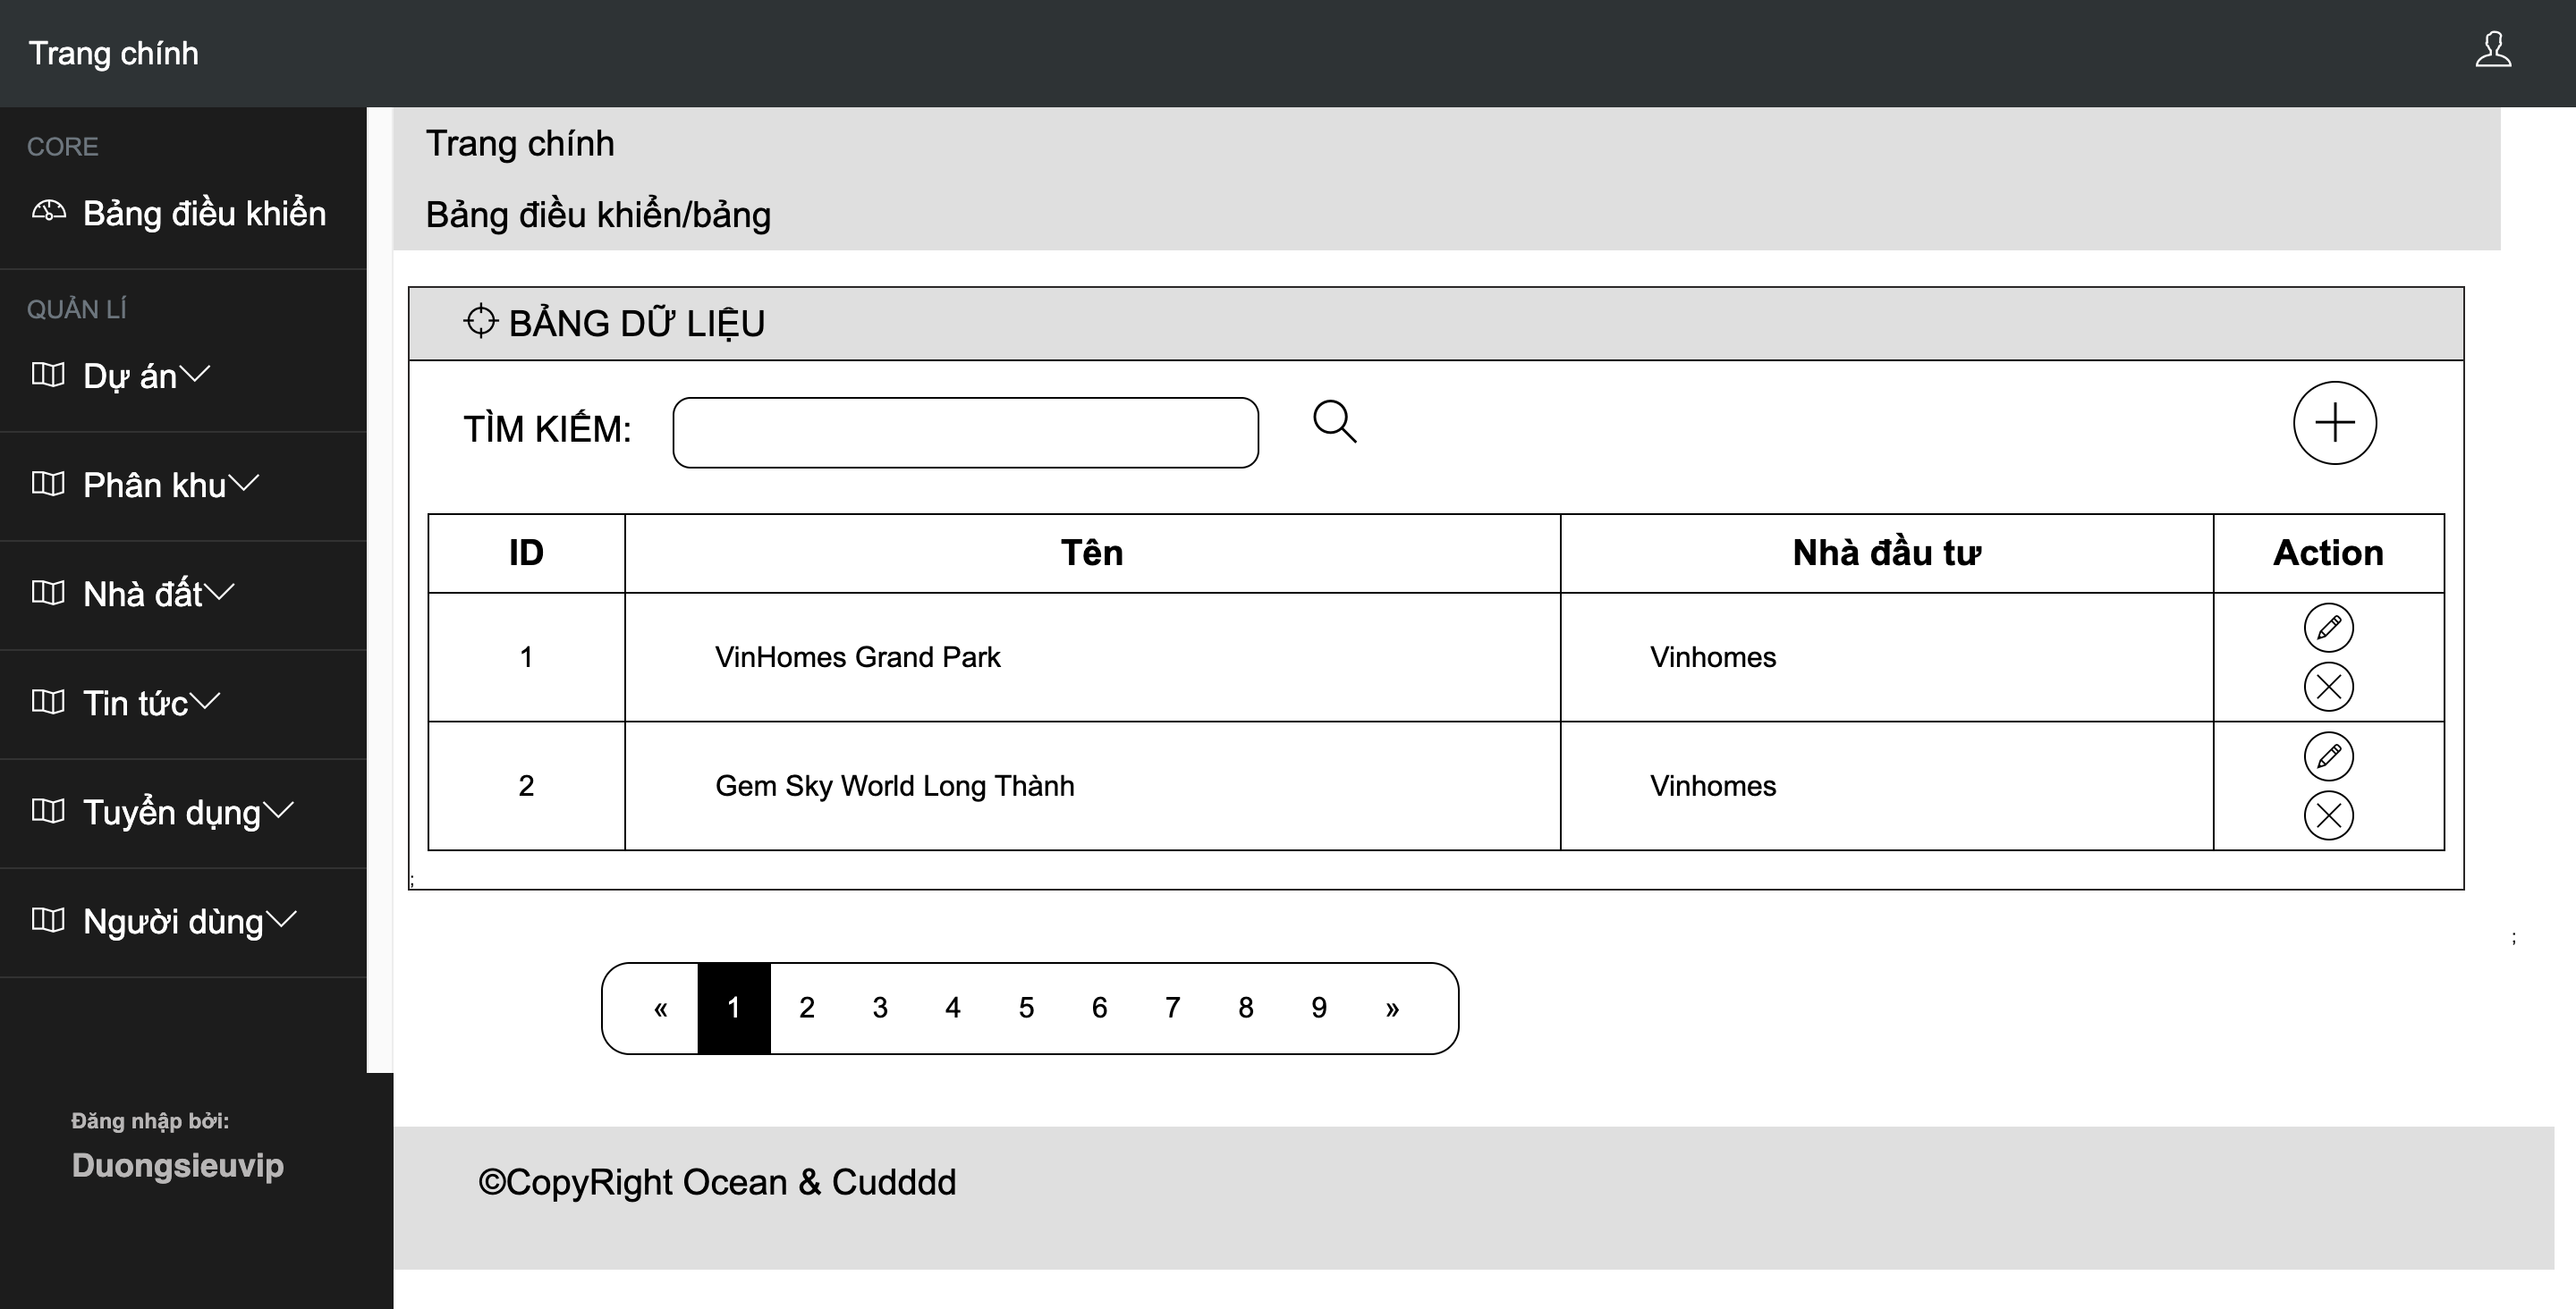 Trang chính
CORE
Bảng điều khiển
QUẢN LÍ
Dự án
Phân khu
Nhà đất
Tin tức
Tuyển dụng
Người dùng
Đăng nhập bởi:
Duongsieuvip
Trang chính
Bảng điều khiển/bảng
BẢNG DỮ LIỆU
TÌM KIẾM:
ID Tên Nhà đầu tư Action
1 VinHomes Grand Park Vinhomes
2 Gem Sky World Long Thành Vinhomes
;
;
« 1 2 3 4 5 6 7 8 9 »
©CopyRight Ocean & Cudddd